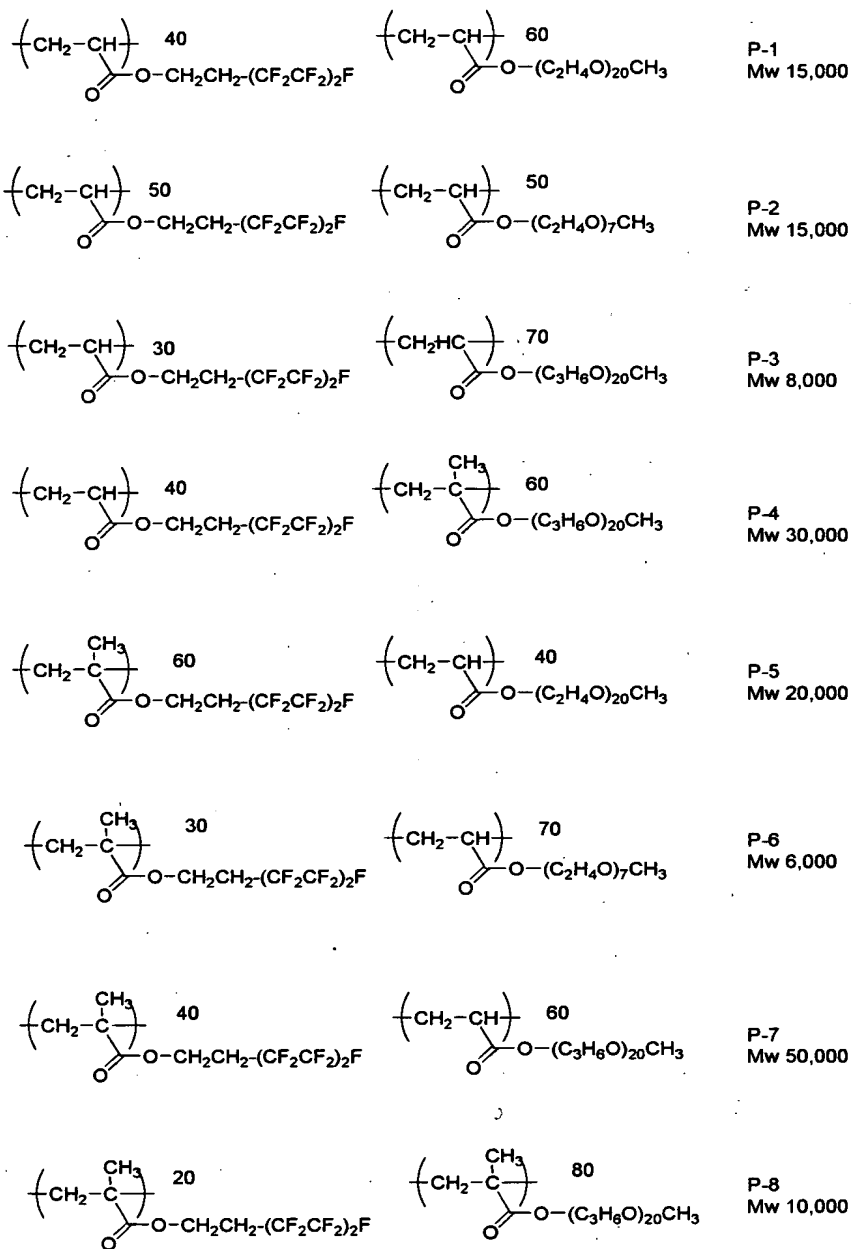 40 60 P-1
(CH₂-CH) (CH₂-CH)
O-CH₂CH₂-(CF₂CF₂)₂F O-(C₂H₄O)₂₀CH₃ Mw 15,000
O O
50 50 P-2
(CH₂-CH) (CH₂-CH)
O-CH₂CH₂-(CF₂CF₂)₂F O-(C₂H₄O)₇CH₃ Mw 15,000
O O
30 70 P-3
(CH₂-CH) (CH₂HC)
O-CH₂CH₂-(CF₂CF₂)₂F O-(C₃H₆O)₂₀CH₃ Mw 8,000
O O
CH₃
40 60 P-4
(CH₂-CH) (CH₂-C)
O-CH₂CH₂-(CF₂CF₂)₂F O-(C₃H₆O)₂₀CH₃ Mw 30,000
O O
CH₃
60 40 P-5
(CH₂-C) (CH₂-CH)
O-CH₂CH₂-(CF₂CF₂)₂F O-(C₂H₄O)₂₀CH₃ Mw 20,000
O O
CH₃
30 70 P-6
(CH₂-C) (CH₂-CH)
O-CH₂CH₂-(CF₂CF₂)₂F O-(C₂H₄O)₇CH₃ Mw 6,000
O O
CH₃
40 60 P-7
(CH₂-C) (CH₂-CH)
O-CH₂CH₂-(CF₂CF₂)₂F O-(C₃H₆O)₂₀CH₃ Mw 50,000
O O
CH₃ CH₃
20 80 P-8
(CH₂-C) (CH₂-C)
O-CH₂CH₂-(CF₂CF₂)₂F O-(C₃H₆O)₂₀CH₃ Mw 10,000
O O